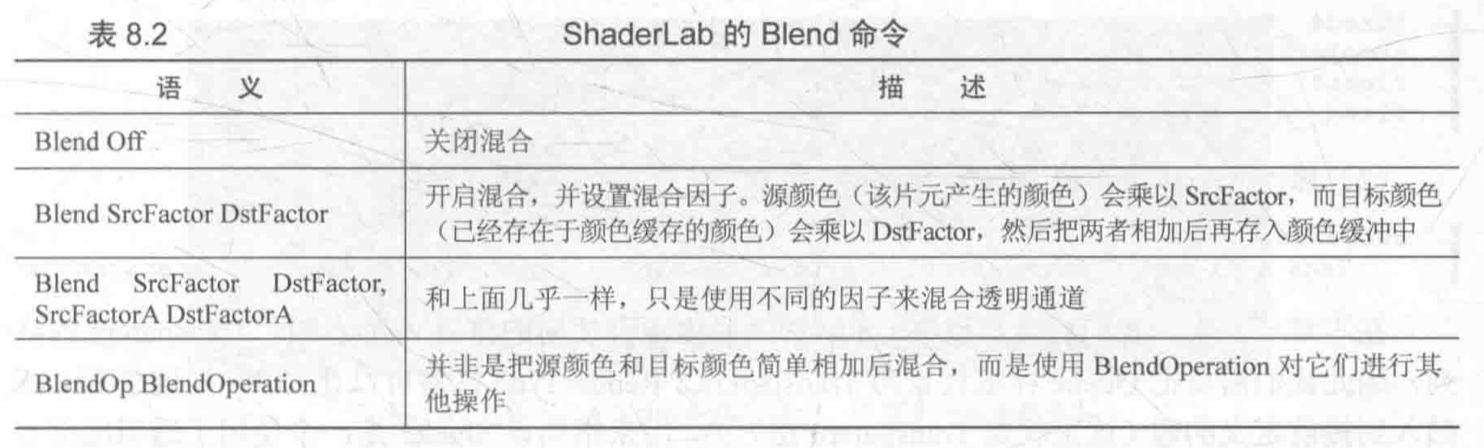 表 8.2
ShaderLab 的 Blend 命令
语 义
描 述
Blend Off
关闭混合
Blend SrcFactor DstFactor
开启混合，并设置混合因子。源颜色（该片元产生的颜色）会乘以 SrcFactor，而目标颜色
（已经存在于颜色缓存的颜色）会乘以 DstFactor，然后把两者相加后再存入颜色缓冲中
Blend SrcFactor DstFactor,
SrcFactorA DstFactorA
和上面几乎一样，只是使用不同的因子来混合透明通道
BlendOp BlendOperation
并非是把源颜色和目标颜色简单相加后混合，而是使用 BlendOperation 对它们进行其
他操作